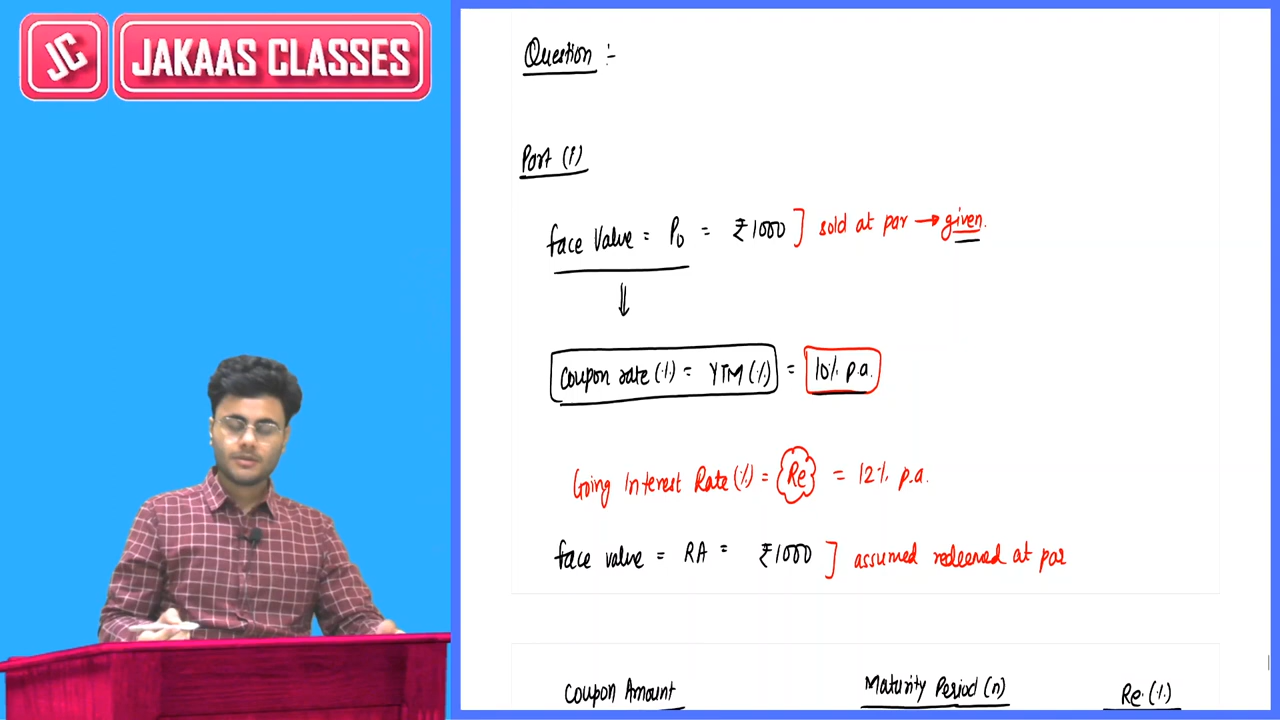 JC JAKAAS CLASSES
Question :-
Part (i)
Face Value = P0 = ₹1000 ] sold at par → given.
⇓
Coupon rate (%) = YTM (%) = 10% p.a.
Going Interest Rate (%) = Re = 12% p.a.
Face value = RA = ₹1000 ] assumed redeemed at par
Coupon Amount Maturity Period (n) Re (%)